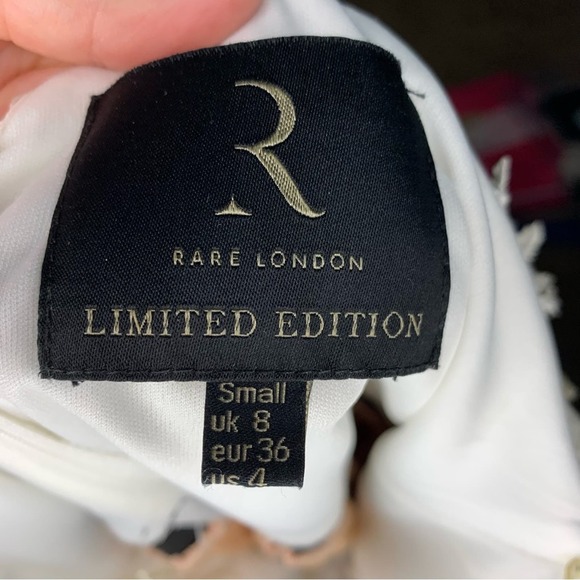 R
RARE LONDON
LIMITED EDITION
Small
uk 8
eur 36
us 4